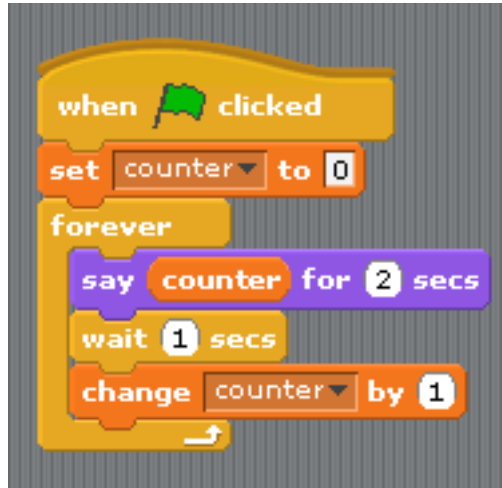 when clicked
set counter to 0
forever
say counter for 2 secs
wait 1 secs
change counter by 1